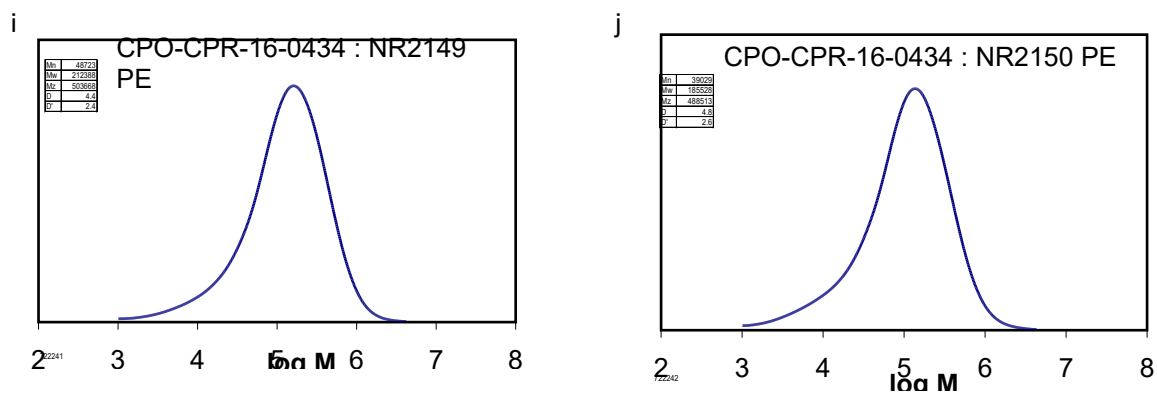 i
CPO-CPR-16-0434 : NR2149
PE
Mn 48723
Mw 212388
Mz 503668
D 4.4
D' 2.4
2 3 4 5 6 7 8
log M
j
CPO-CPR-16-0434 : NR2150 PE
Mn 39029
Mw 185528
Mz 488513
D 4.8
D' 2.6
2 3 4 5 6 7 8
722242
log M